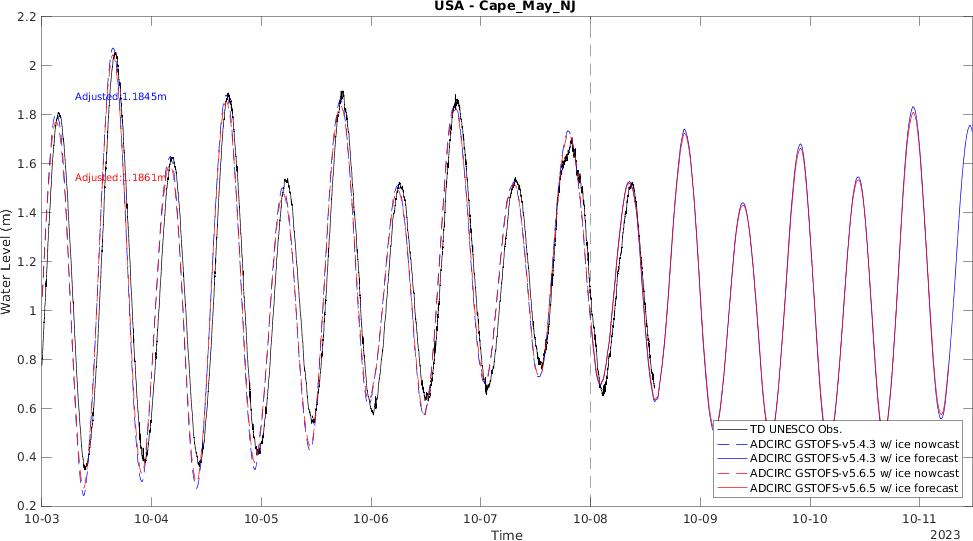 USA - Cape_May_NJ
2.2
2
1.8
1.6
1.4
1.2
1
0.8
0.6
0.4
0.2
Water Level (m)
Adjusted:1.1845m
Adjusted:1.1861m
TD UNESCO Obs.
ADCIRC GSTOFS-v5.4.3 w/ ice nowcast
ADCIRC GSTOFS-v5.4.3 w/ ice forecast
ADCIRC GSTOFS-v5.6.5 w/ ice nowcast
ADCIRC GSTOFS-v5.6.5 w/ ice forecast
10-03 10-04 10-05 10-06 10-07 10-08 10-09 10-10 10-11
Time
2023